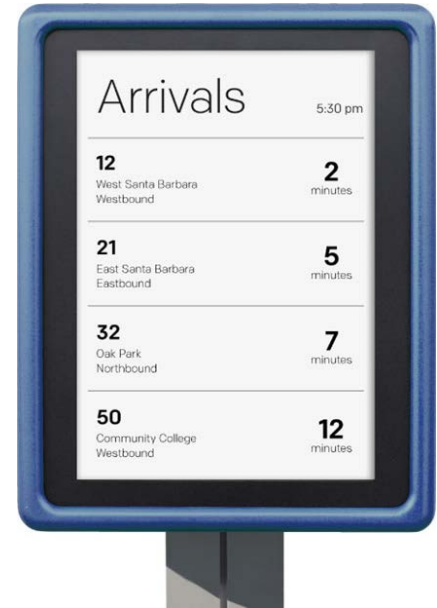 Arrivals
5:30 pm
12
West Santa Barbara
Westbound
2
minutes
21
East Santa Barbara
Eastbound
5
minutes
32
Oak Park
Northbound
7
minutes
50
Community College
Westbound
12
minutes